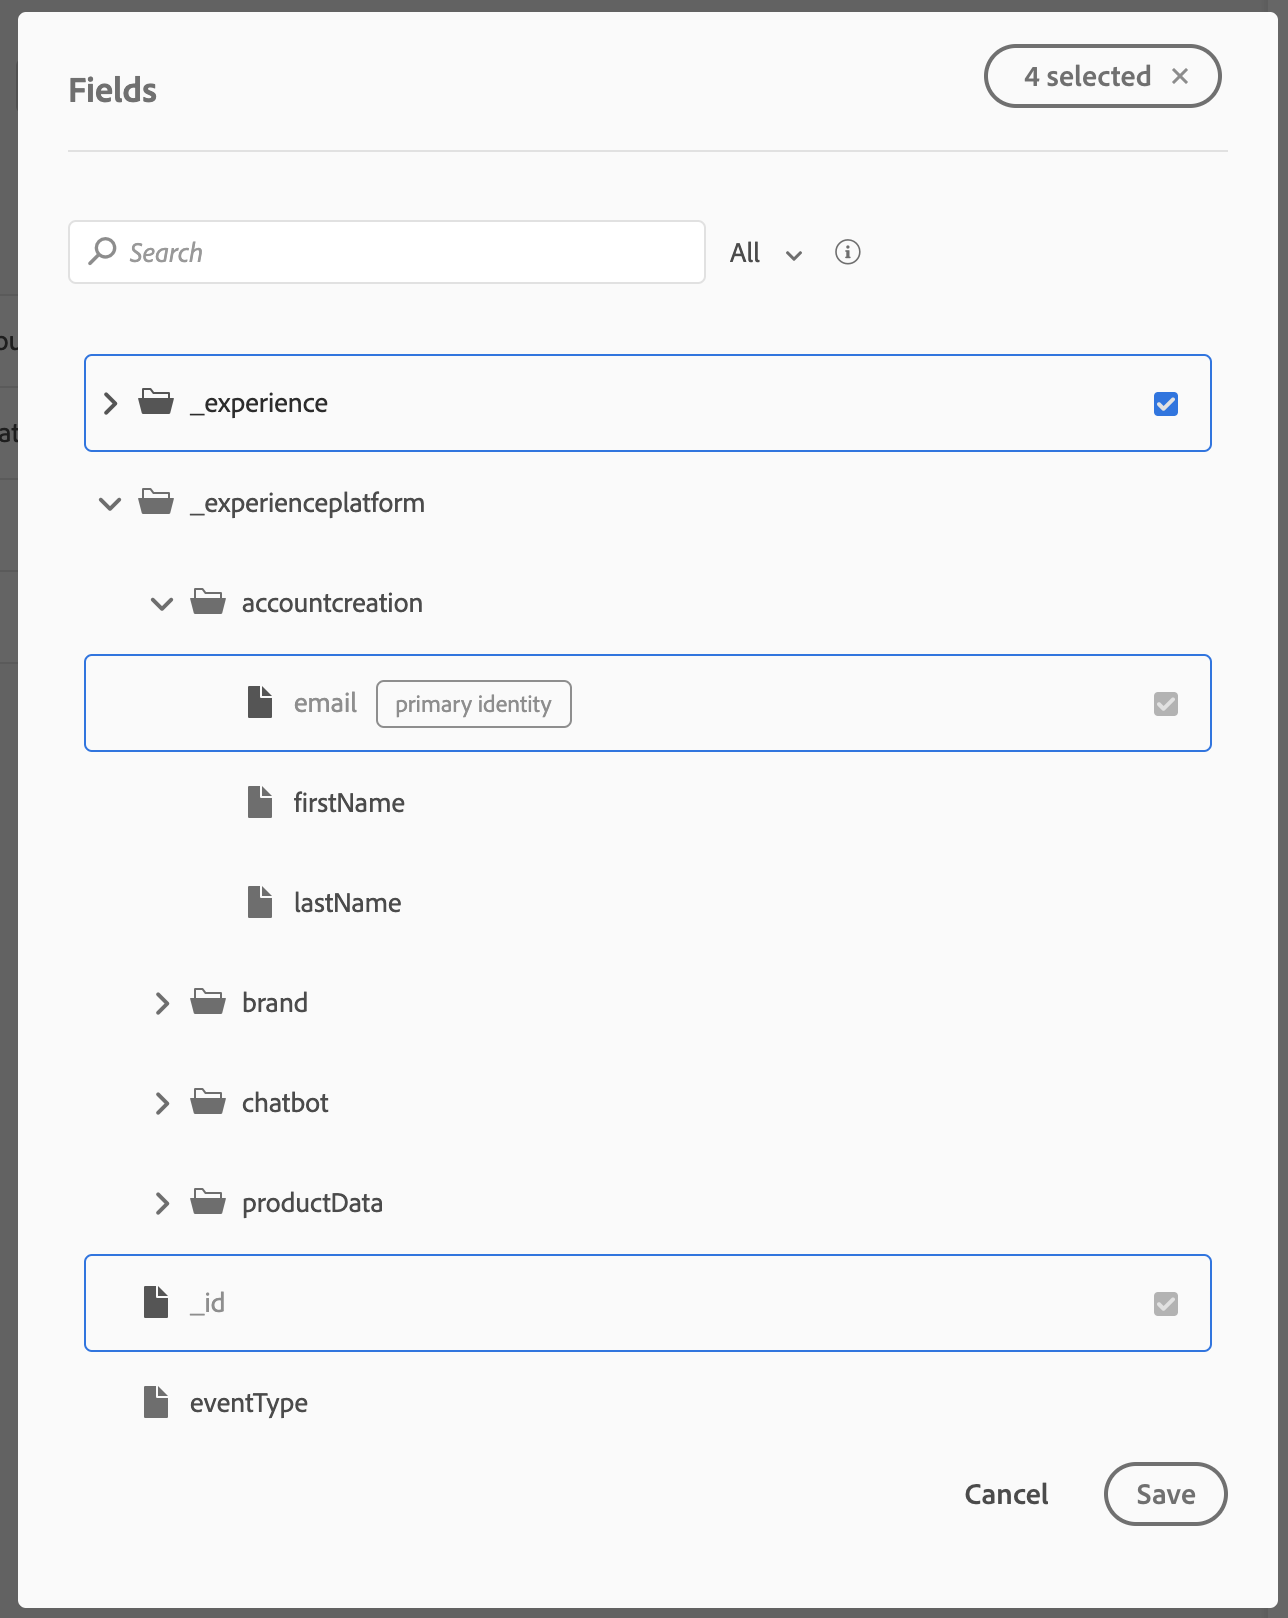 Fields
4 selected
Search
All
_experience
_experienceplatform
accountcreation
email primary identity
firstName
lastName
brand
chatbot
productData
_id
eventType
Cancel
Save